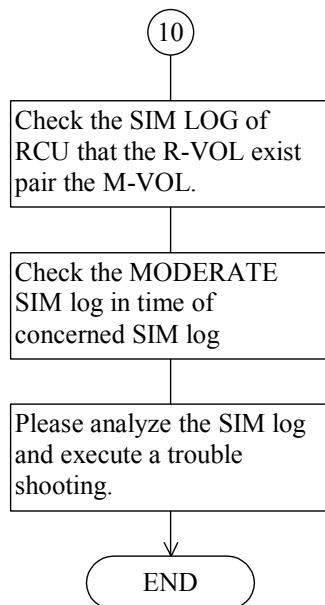 10
Check the SIM LOG of
RCU that the R-VOL exist
pair the M-VOL.
Check the MODERATE
SIM log in time of
concerned SIM log
Please analyze the SIM log
and execute a trouble
shooting.
END